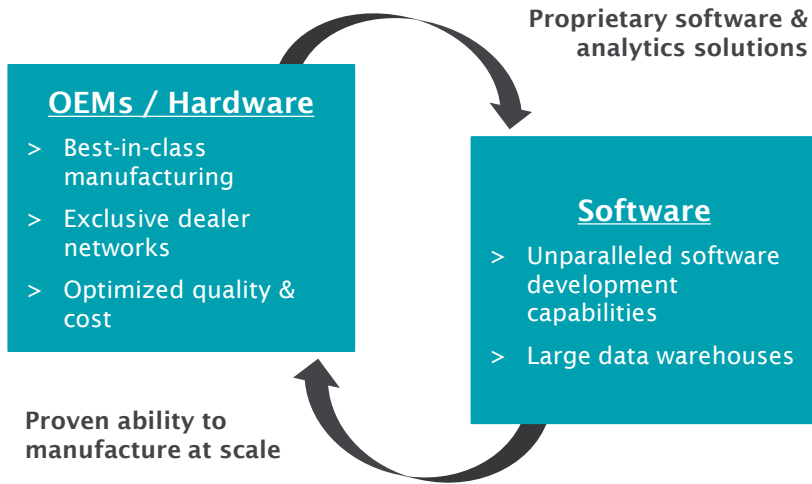 Proprietary software &
analytics solutions
OEMs / Hardware
> Best-in-class
manufacturing
> Exclusive dealer
networks
> Optimized quality &
cost
Software
> Unparalleled software
development
capabilities
> Large data warehouses
Proven ability to
manufacture at scale